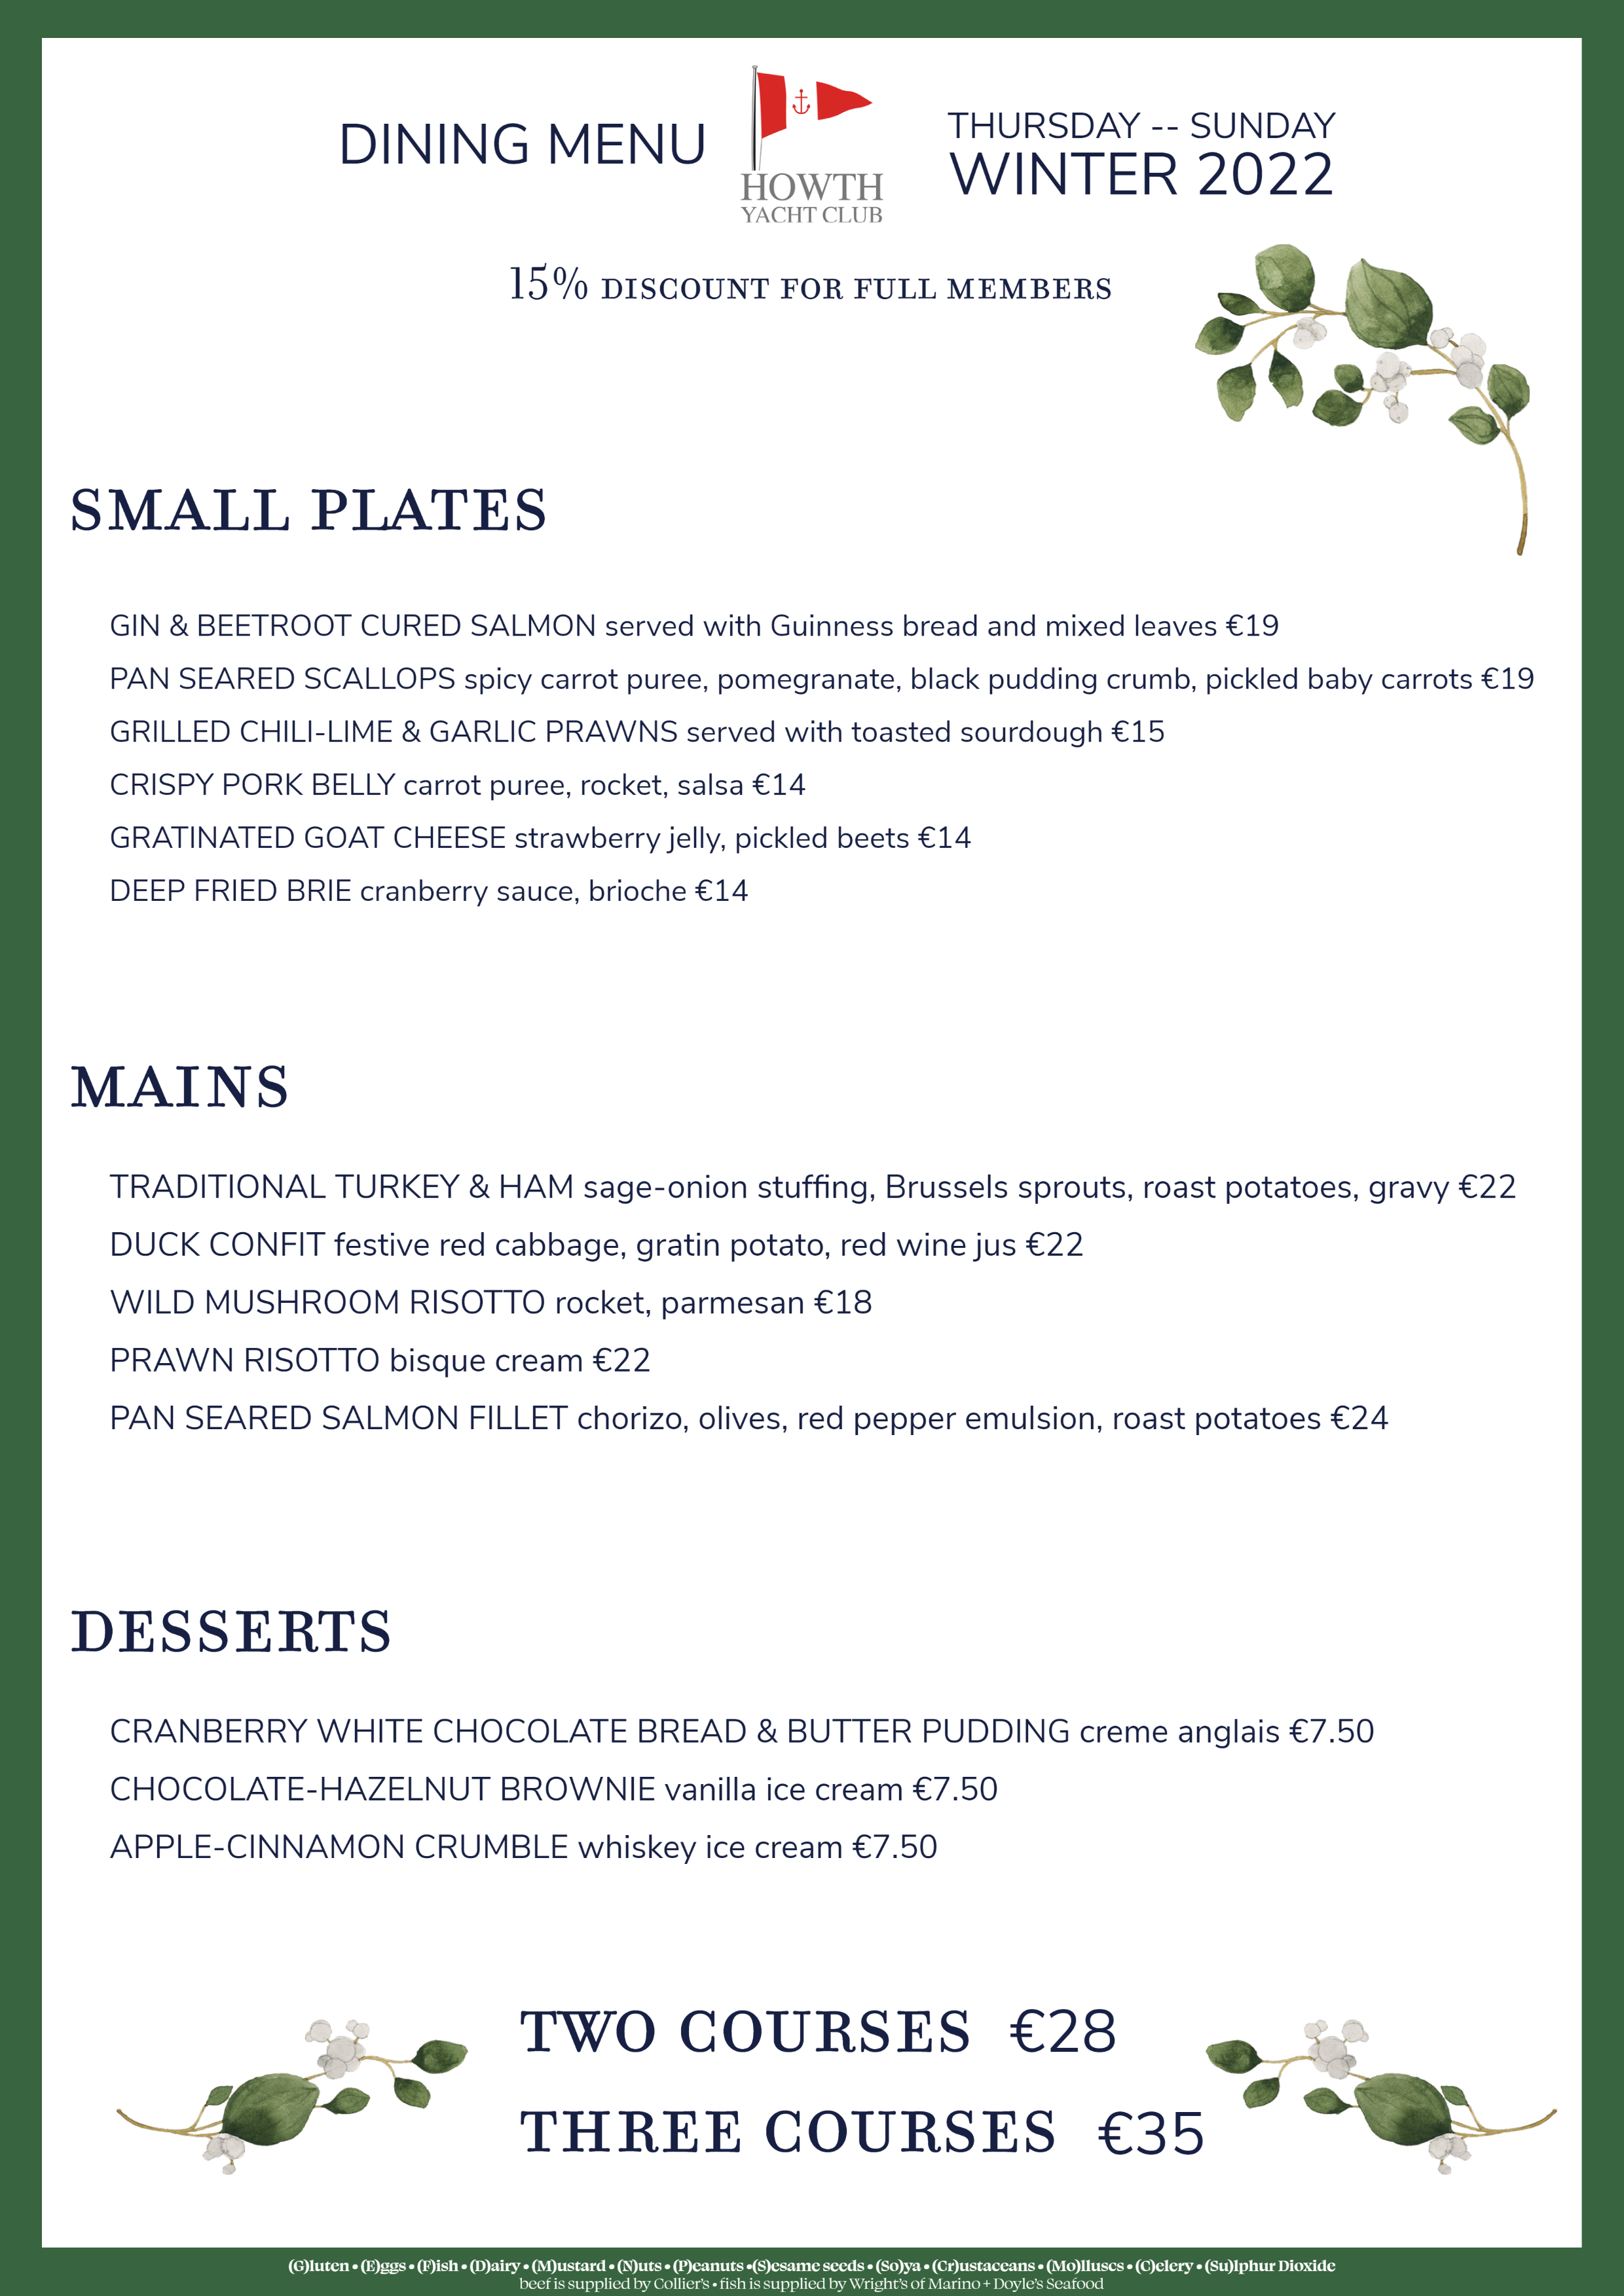 DINING MENU
HOWTH
YACHT CLUB
THURSDAY -- SUNDAY
WINTER 2022
15% DISCOUNT FOR FULL MEMBERS
SMALL PLATES
GIN & BEETROOT CURED SALMON served with Guinness bread and mixed leaves €19
PAN SEARED SCALLOPS spicy carrot puree, pomegranate, black pudding crumb, pickled baby carrots €19
GRILLED CHILI-LIME & GARLIC PRAWNS served with toasted sourdough €15
CRISPY PORK BELLY carrot puree, rocket, salsa €14
GRATINATED GOAT CHEESE strawberry jelly, pickled beets €14
DEEP FRIED BRIE cranberry sauce, brioche €14
MAINS
TRADITIONAL TURKEY & HAM sage-onion stuffing, Brussels sprouts, roast potatoes, gravy €22
DUCK CONFIT festive red cabbage, gratin potato, red wine jus €22
WILD MUSHROOM RISOTTO rocket, parmesan €18
PRAWN RISOTTO bisque cream €22
PAN SEARED SALMON FILLET chorizo, olives, red pepper emulsion, roast potatoes €24
DESSERTS
CRANBERRY WHITE CHOCOLATE BREAD & BUTTER PUDDING creme anglais €7.50
CHOCOLATE-HAZELNUT BROWNIE vanilla ice cream €7.50
APPLE-CINNAMON CRUMBLE whiskey ice cream €7.50
TWO COURSES €28
THREE COURSES €35
(G)luten • (E)ggs • (F)ish • (D)airy • (M)ustard • (N)uts • (P)eanuts •(S)esame seeds • (So)ya • (Cr)ustaceans • (Mo)lluscs • (C)elery • (Su)lphur Dioxide
beef is supplied by Collier's • fish is supplied by Wright's of Marino + Doyle's Seafood